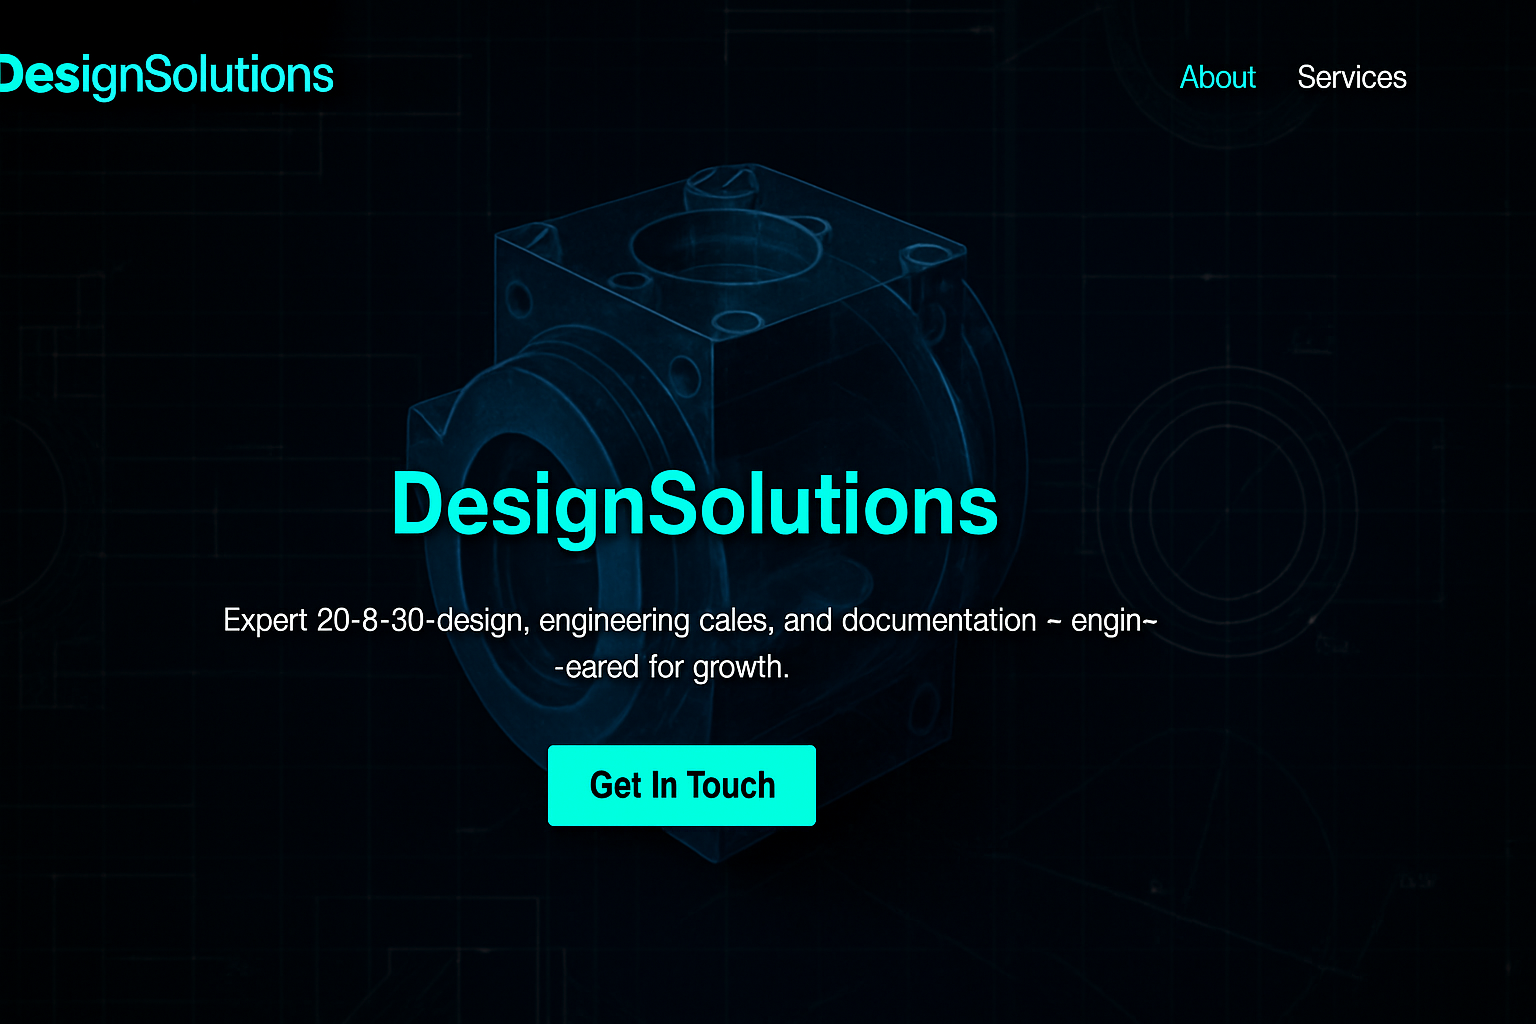 DesignSolutions
About Services
DesignSolutions
Expert 20-8-30-design, engineering cales, and documentation ~ engin~
-eared for growth.
Get In Touch